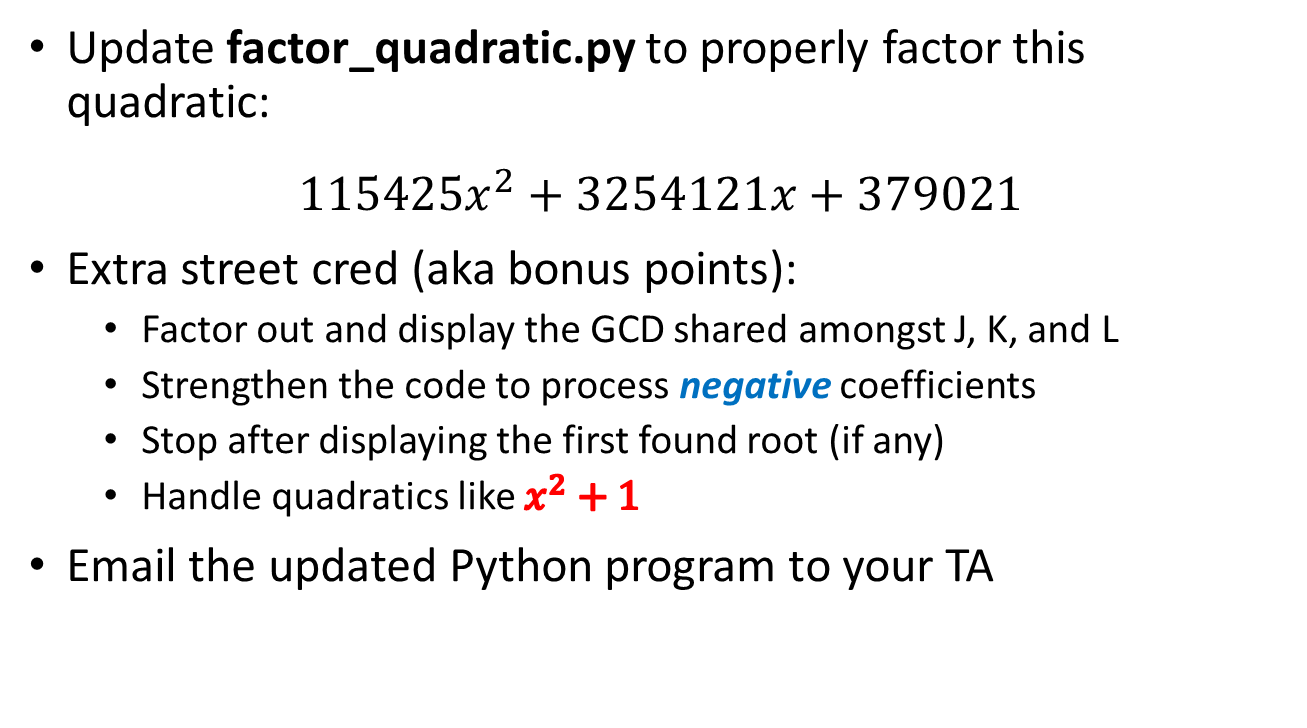 • Update factor_quadratic.py to properly factor this
quadratic:
115425x² + 3254121x + 379021
• Extra street cred (aka bonus points):
• Factor out and display the GCD shared amongst J, K, and L
• Strengthen the code to process negative coefficients
• Stop after displaying the first found root (if any)
• Handle quadratics like x² + 1
• Email the updated Python program to your TA